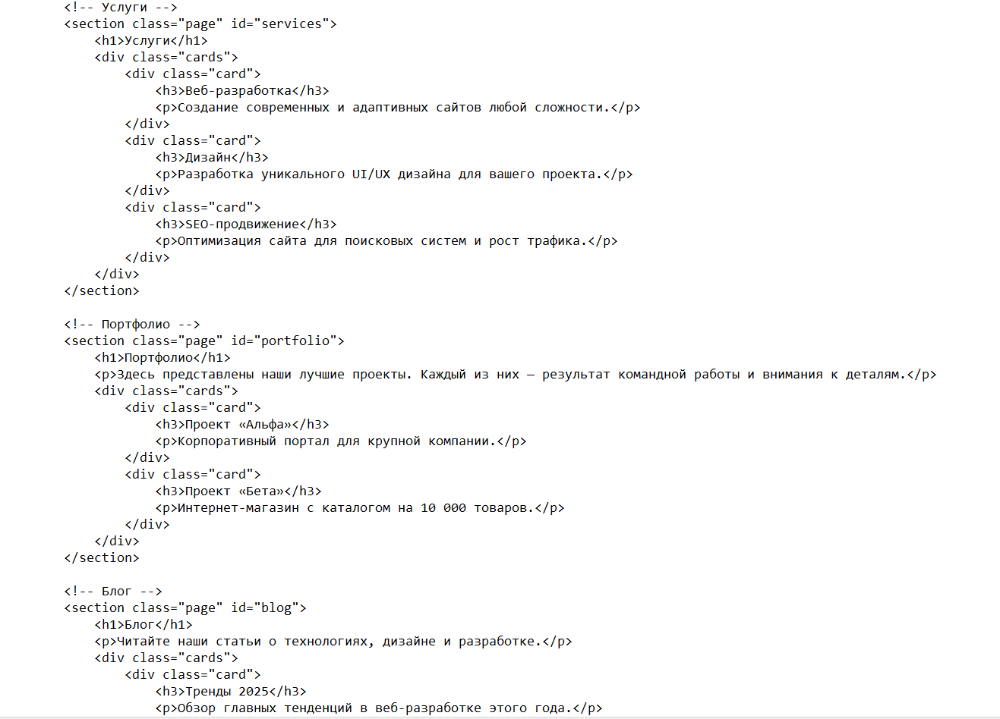 <!-- Услуги -->
<section class="page" id="services">
    <h1>Услуги</h1>
    <div class="cards">
        <div class="card">
            <h3>Веб-разработка</h3>
            <p>Создание современных и адаптивных сайтов любой сложности.</p>
        </div>
        <div class="card">
            <h3>Дизайн</h3>
            <p>Разработка уникального UI/UX дизайна для вашего проекта.</p>
        </div>
        <div class="card">
            <h3>SEO-продвижение</h3>
            <p>Оптимизация сайта для поисковых систем и рост трафика.</p>
        </div>
    </div>
</section>

<!-- Портфолио -->
<section class="page" id="portfolio">
    <h1>Портфолио</h1>
    <p>Здесь представлены наши лучшие проекты. Каждый из них — результат командной работы и внимания к деталям.</p>
    <div class="cards">
        <div class="card">
            <h3>Проект «Альфа»</h3>
            <p>Корпоративный портал для крупной компании.</p>
        </div>
        <div class="card">
            <h3>Проект «Бета»</h3>
            <p>Интернет-магазин с каталогом на 10 000 товаров.</p>
        </div>
    </div>
</section>

<!-- Блог -->
<section class="page" id="blog">
    <h1>Блог</h1>
    <p>Читайте наши статьи о технологиях, дизайне и разработке.</p>
    <div class="cards">
        <div class="card">
            <h3>Тренды 2025</h3>
            <p>Обзор главных тенденций в веб-разработке этого года.</p>